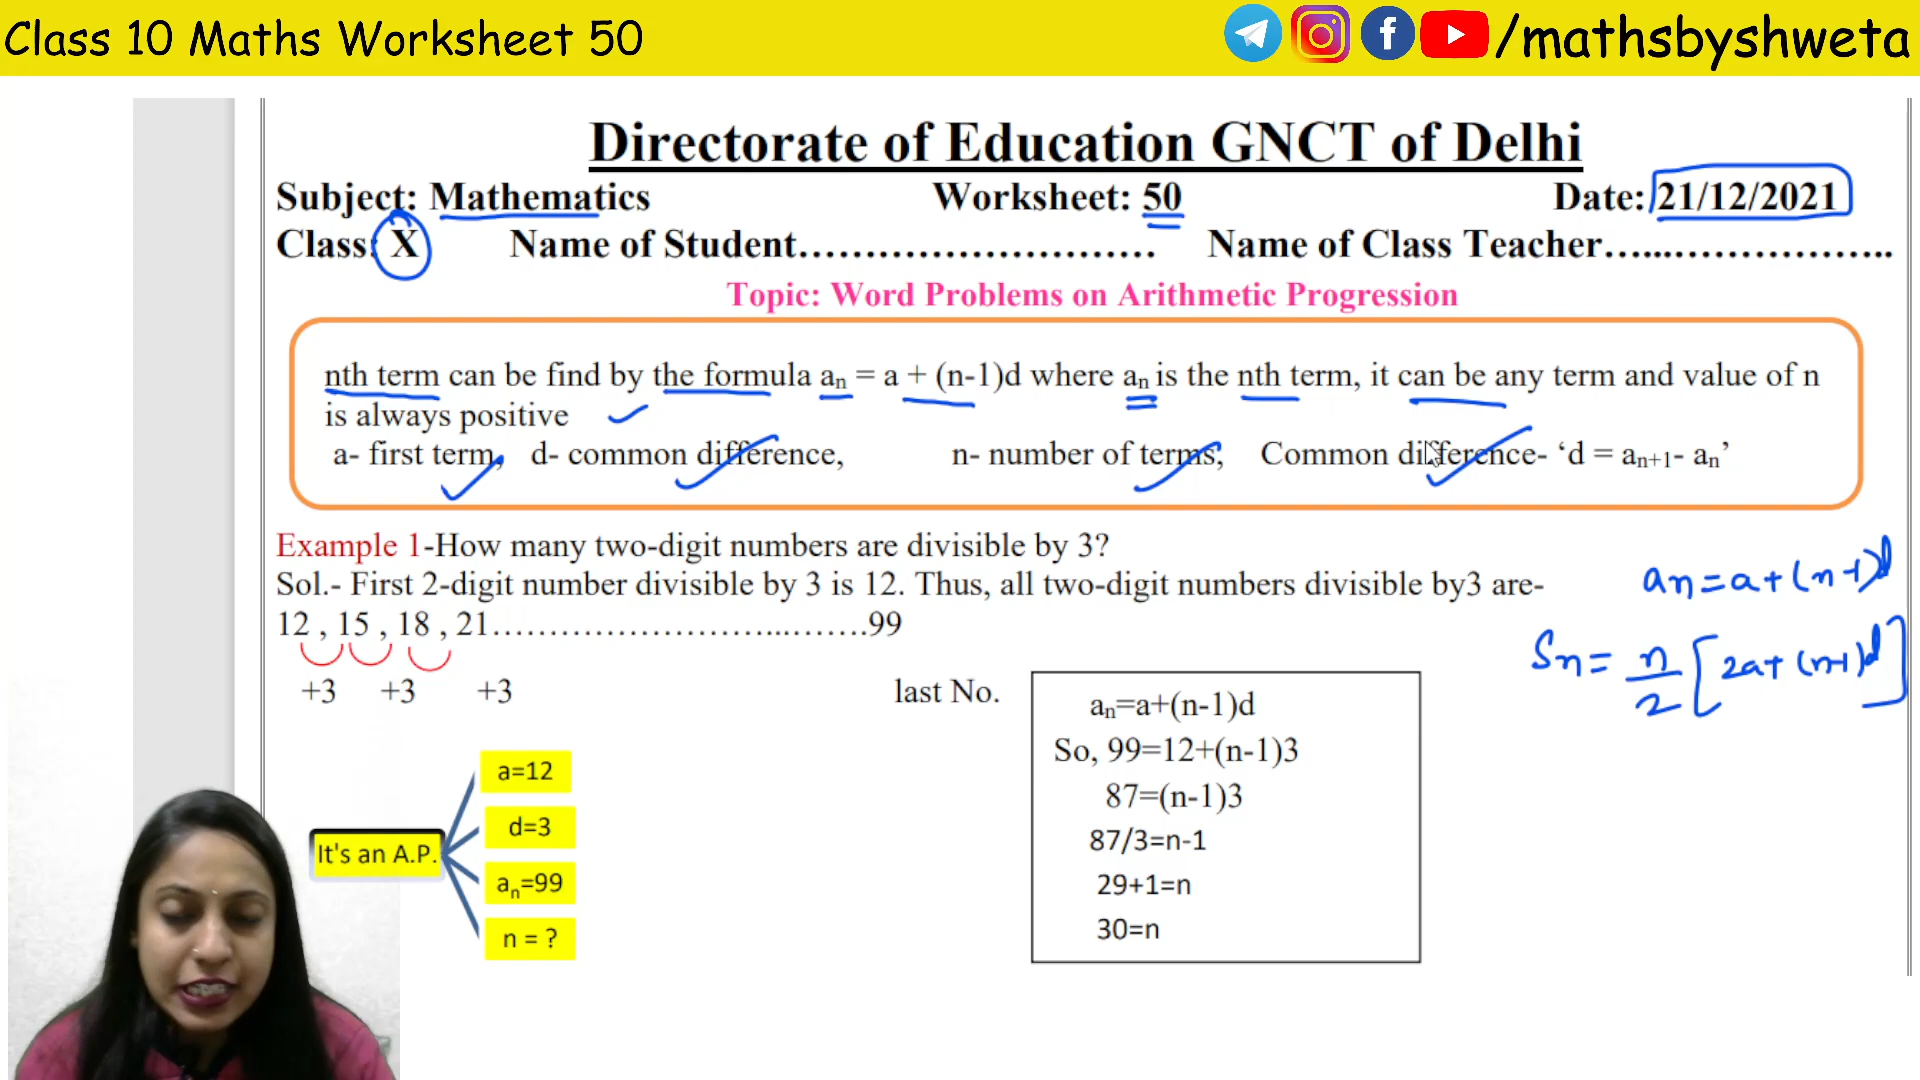 Class 10 Maths Worksheet 50
/mathsbyshweta
Directorate of Education GNCT of Delhi
Subject: Mathematics Worksheet: 50 Date: 21/12/2021
Class: X Name of Student………………………… Name of Class Teacher…...………………..
Topic: Word Problems on Arithmetic Progression
nth term can be find by the formula aₙ = a + (n-1)d where aₙ is the nth term, it can be any term and value of n
is always positive
a- first term, d- common difference, n- number of terms, Common difference- ‘d = aₙ₊₁- aₙ’
Example 1-How many two-digit numbers are divisible by 3?
Sol.- First 2-digit number divisible by 3 is 12. Thus, all two-digit numbers divisible by3 are-
12 , 15 , 18 , 21………………………...…….99
+3 +3 +3 last No.
an=a+(n-1)d
Sn= n/2 [2a+(n-1)d]
It's an A.P.
a=12
d=3
aₙ=99
n = ?
aₙ=a+(n-1)d
So, 99=12+(n-1)3
87=(n-1)3
87/3=n-1
29+1=n
30=n